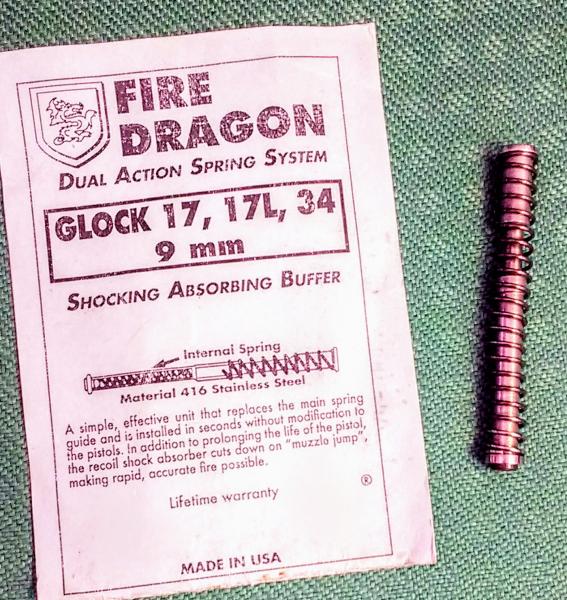 FIRE
DRAGON
DUAL ACTION SPRING SYSTEM
GLOCK 17, 17L, 34
9 mm
SHOCKING ABSORBING BUFFER
Internal Spring
Material 416 Stainless Steel
A simple, effective unit that replaces the main spring
guide and is installed in seconds without modification to
the pistols. In addition to prolonging the life of the pistol,
the recoil shock absorber cuts down on "muzzle jump",
making rapid, accurate fire possible.
®
Lifetime warranty
MADE IN USA